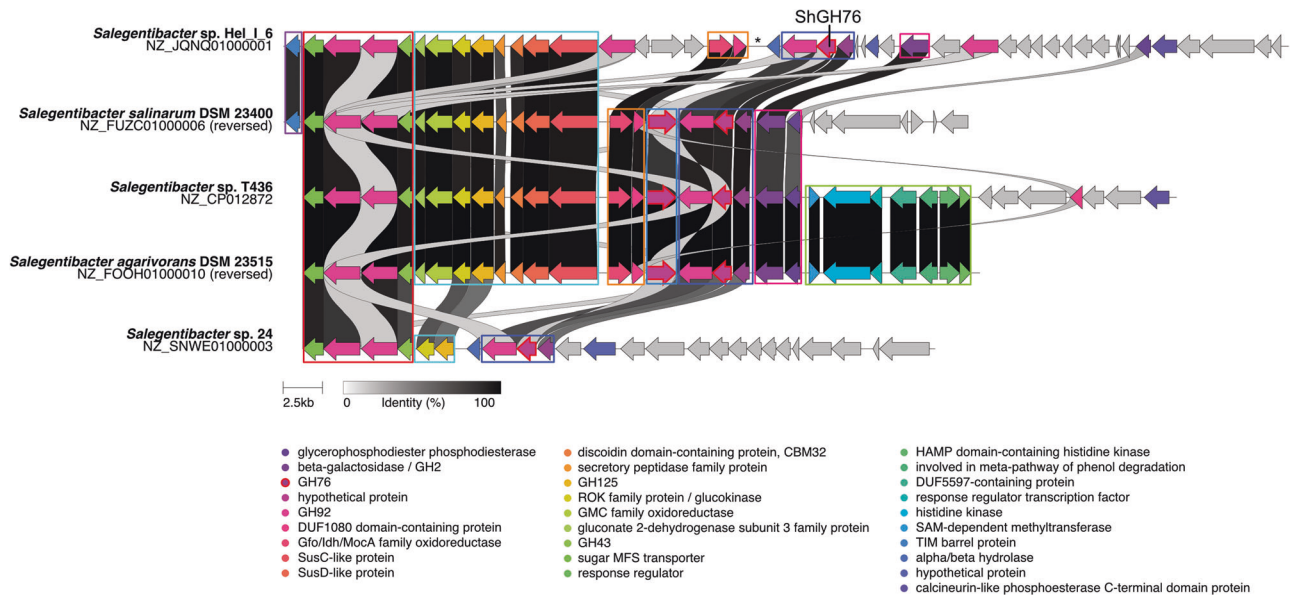 ShGH76
Salegentibacter sp. Hel_I_6
NZ_JQNQ01000001
*
Salegentibacter salinarum DSM 23400
NZ_FUZC01000006 (reversed)
Salegentibacter sp. T436
NZ_CP012872
Salegentibacter agarivorans DSM 23515
NZ_FOOH01000010 (reversed)
Salegentibacter sp. 24
NZ_SNWE01000003
2.5kb
0 Identity (%) 100
glycerophosphodiester phosphodiesterase
beta-galactosidase / GH2
GH76
hypothetical protein
GH92
DUF1080 domain-containing protein
Gfo/Idh/MocA family oxidoreductase
SusC-like protein
SusD-like protein
discoidin domain-containing protein, CBM32
secretory peptidase family protein
GH125
ROK family protein / glucokinase
GMC family oxidoreductase
gluconate 2-dehydrogenase subunit 3 family protein
GH43
sugar MFS transporter
response regulator
HAMP domain-containing histidine kinase
involved in meta-pathway of phenol degradation
DUF5597-containing protein
response regulator transcription factor
histidine kinase
SAM-dependent methyltransferase
TIM barrel protein
alpha/beta hydrolase
hypothetical protein
calcineurin-like phosphoesterase C-terminal domain protein